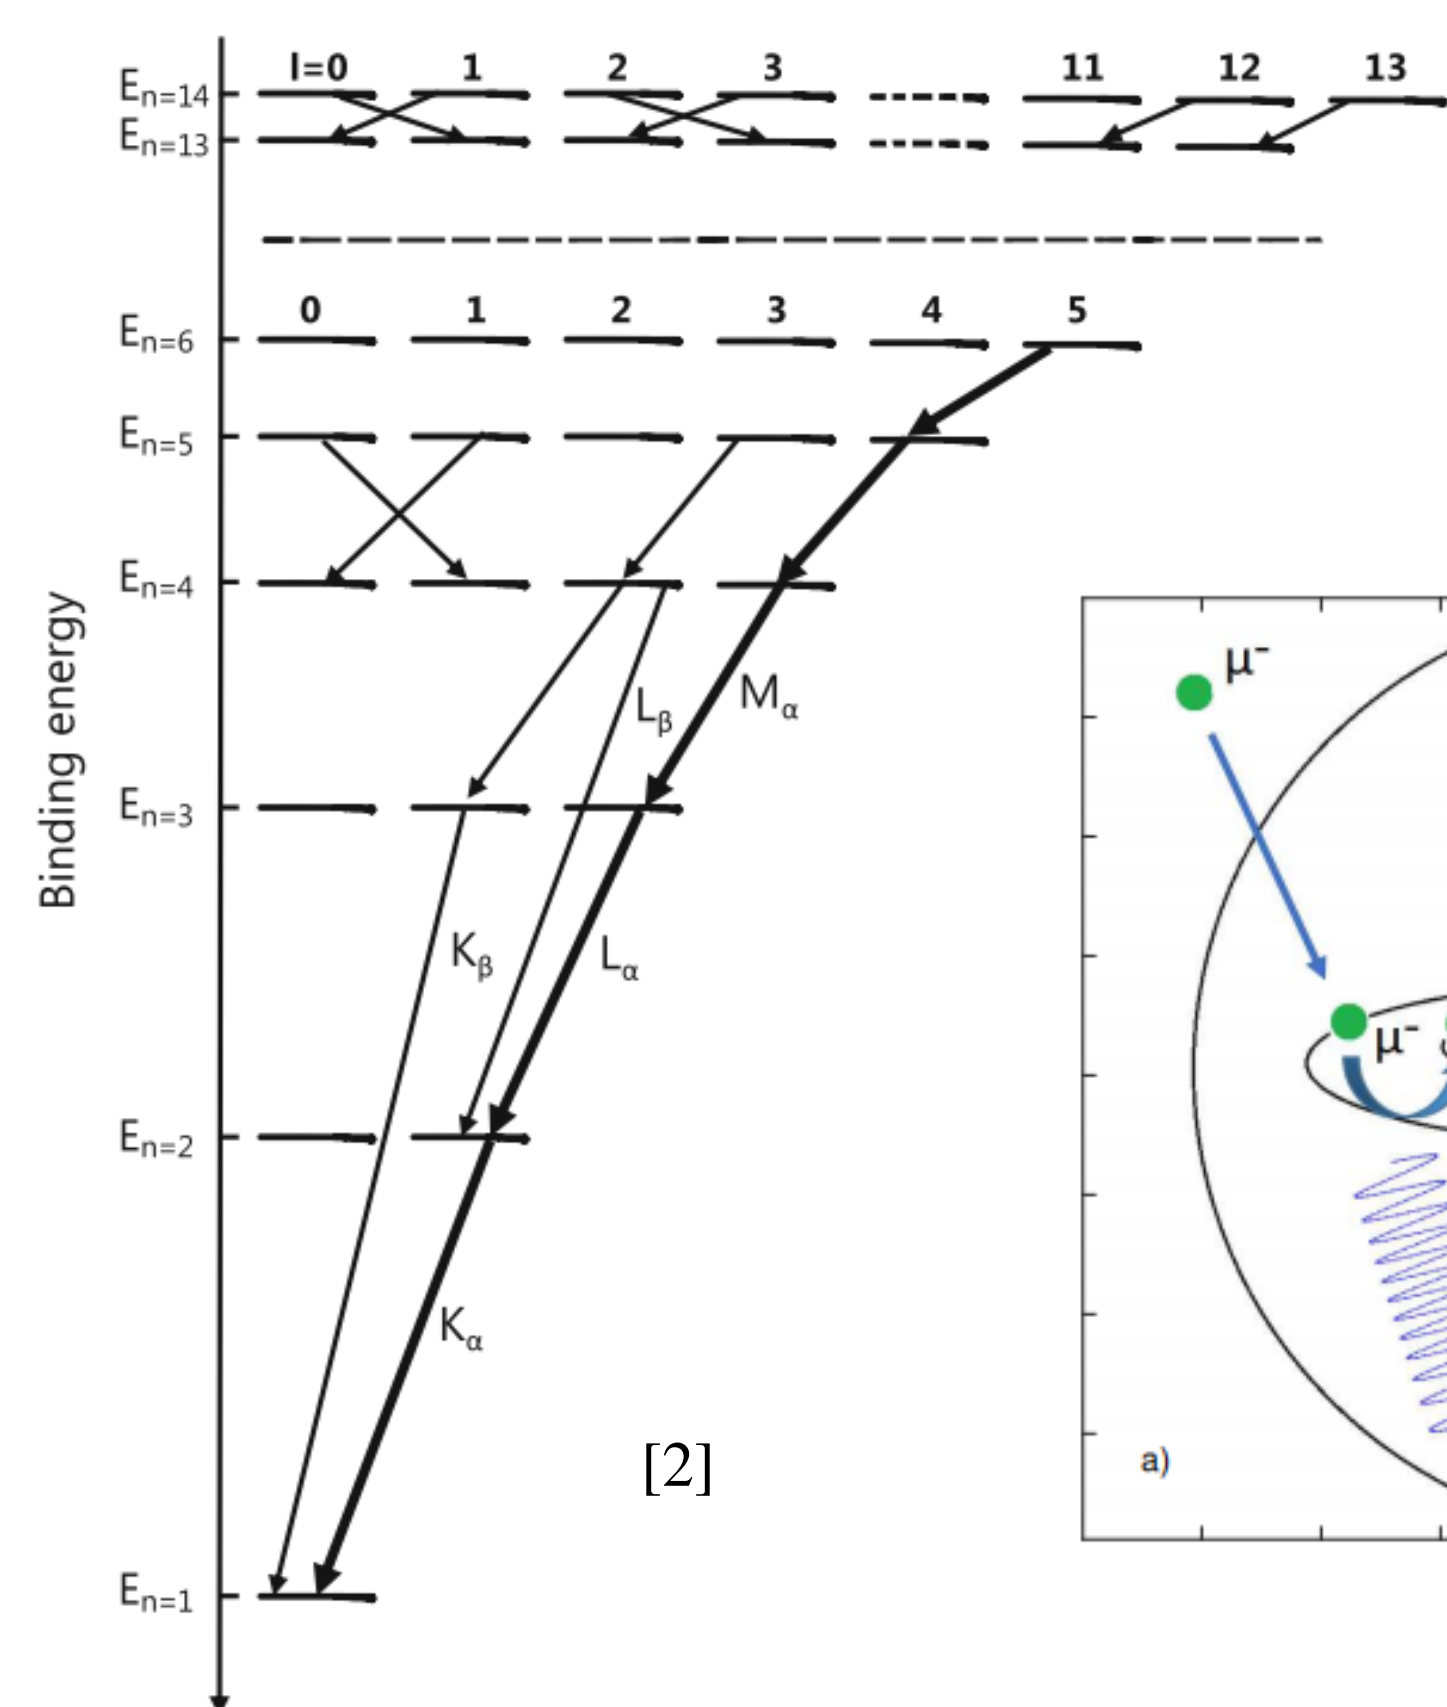 l=0 1 2 3 11 12 13
E_{n=14}
E_{n=13}
0 1 2 3 4 5
E_{n=6}
E_{n=5}
E_{n=4}
Binding energy
μ⁻
L_β
M_α
E_{n=3}
K_β
L_α
μ⁻
E_{n=2}
K_α
[2]
a)
E_{n=1}